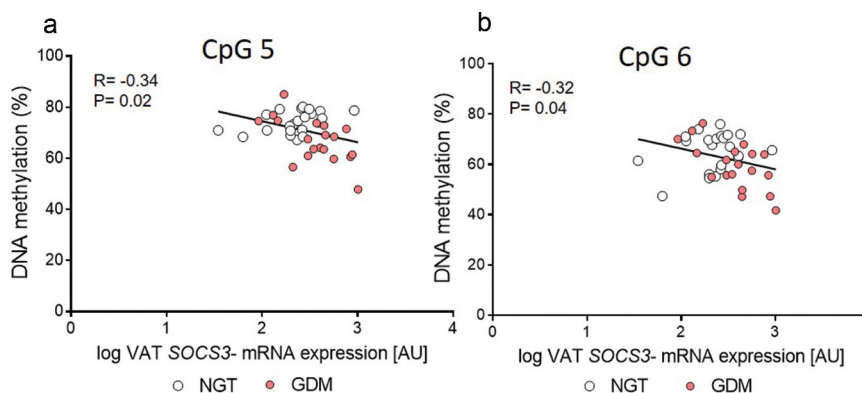 a
CpG 5
R= -0.34
P= 0.02
DNA methylation (%)
100
80
60
40
20
0
0 1 2 3 4
log VAT SOCS3- mRNA expression [AU]
NGT GDM
b
CpG 6
R= -0.32
P= 0.04
DNA methylation (%)
100
80
60
40
20
0
0 1 2 3
log VAT SOCS3- mRNA expression [AU]
NGT GDM